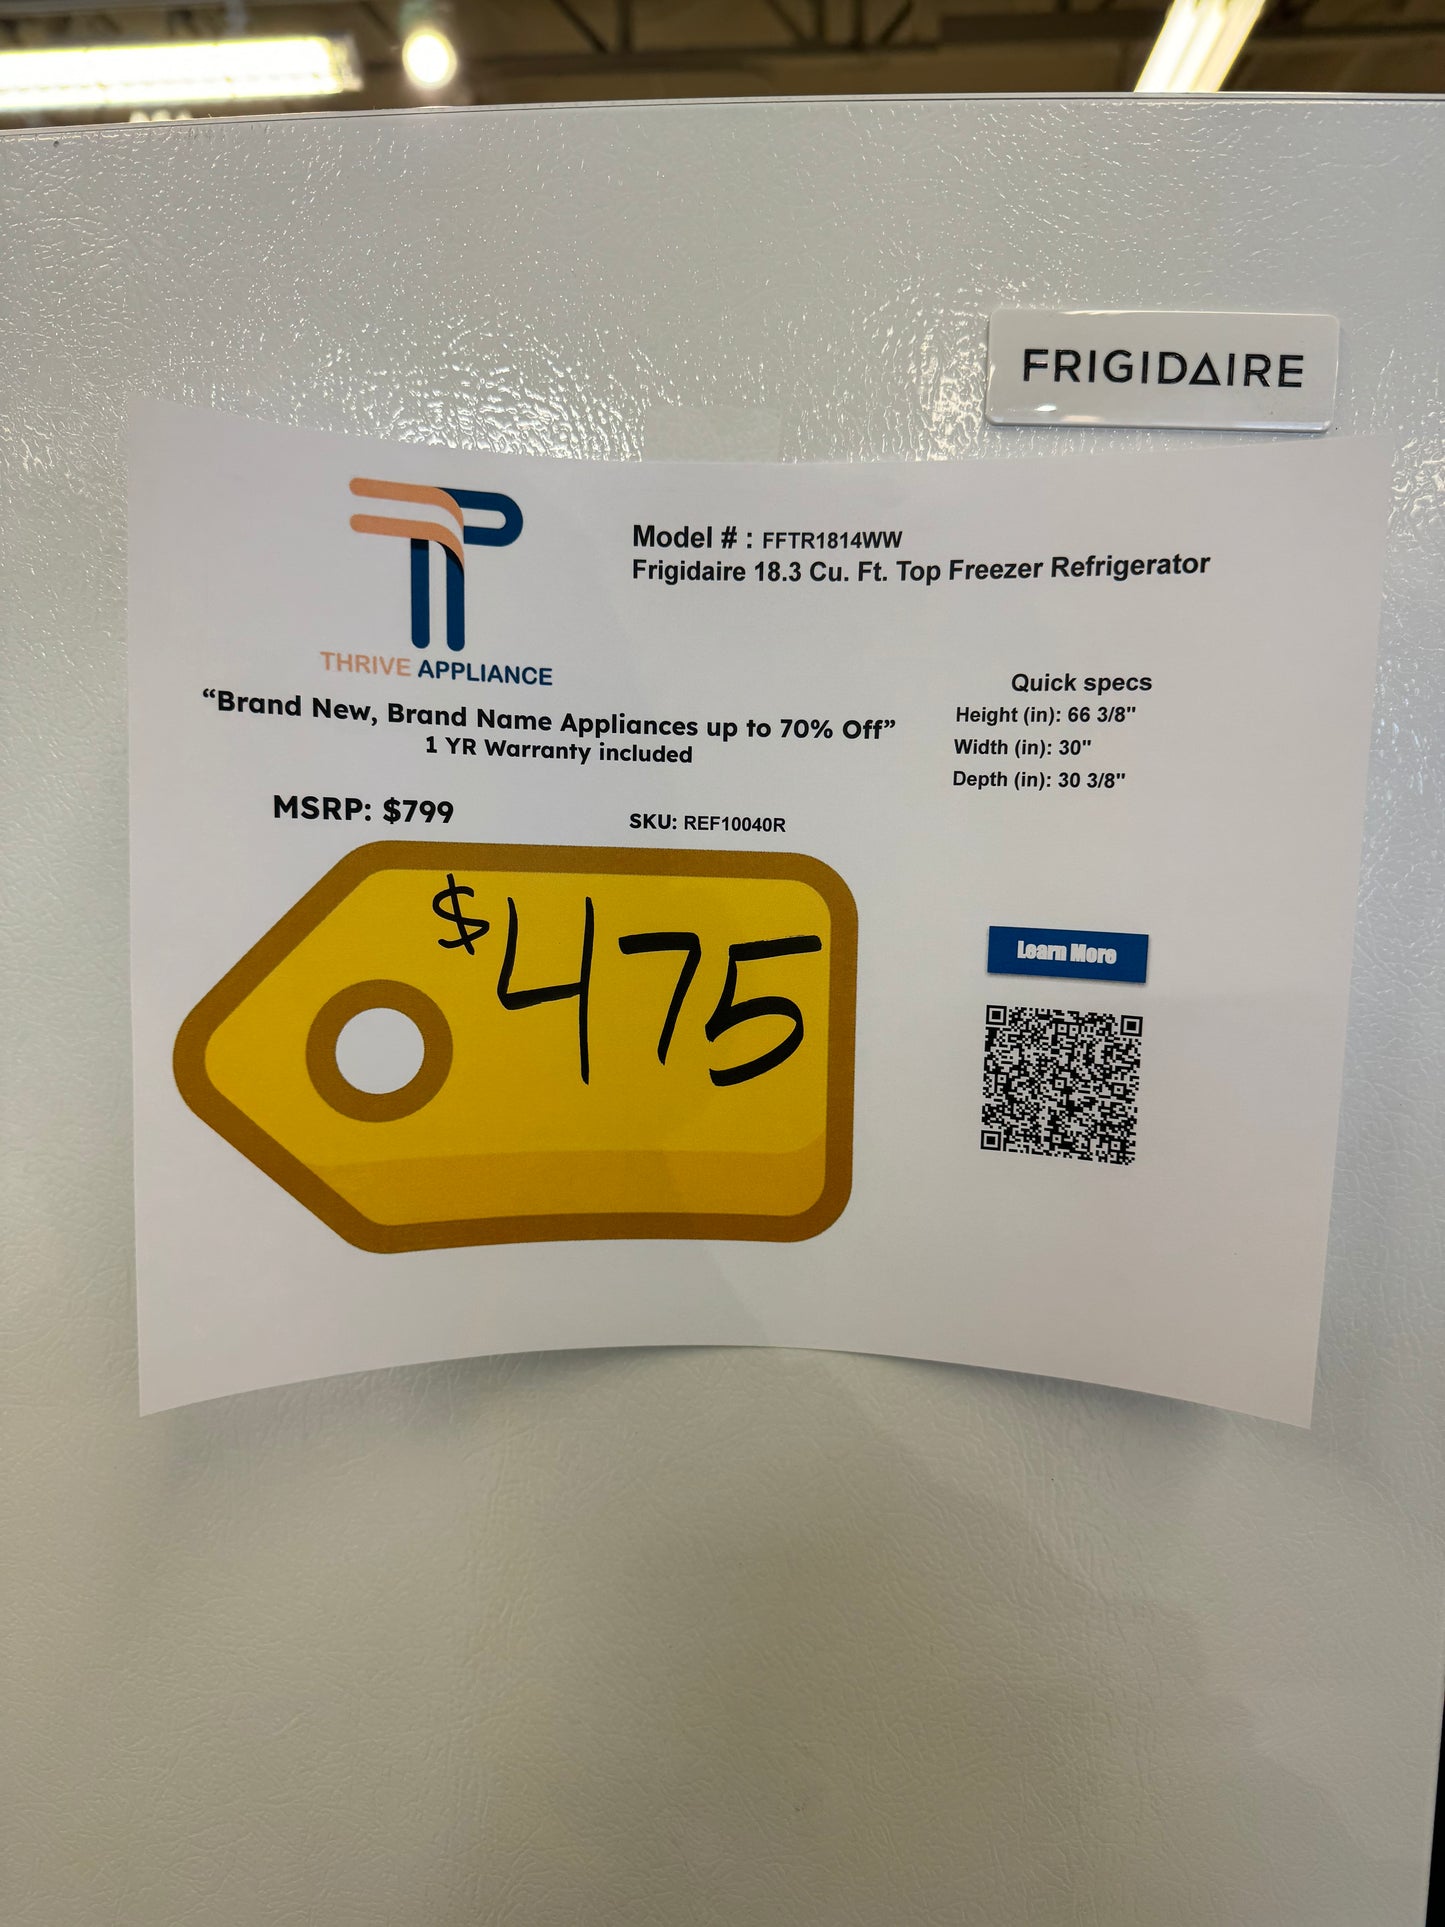 FRIGIDAIRE
THRIVE APPLIANCE
"Brand New, Brand Name Appliances up to 70% Off"
1 YR Warranty included
MSRP: $799
SKU: REF10040R
$475
Model # : FFTR1814WW
Frigidaire 18.3 Cu. Ft. Top Freezer Refrigerator
Quick specs
Height (in): 66 3/8"
Width (in): 30"
Depth (in): 30 3/8"
Learn More